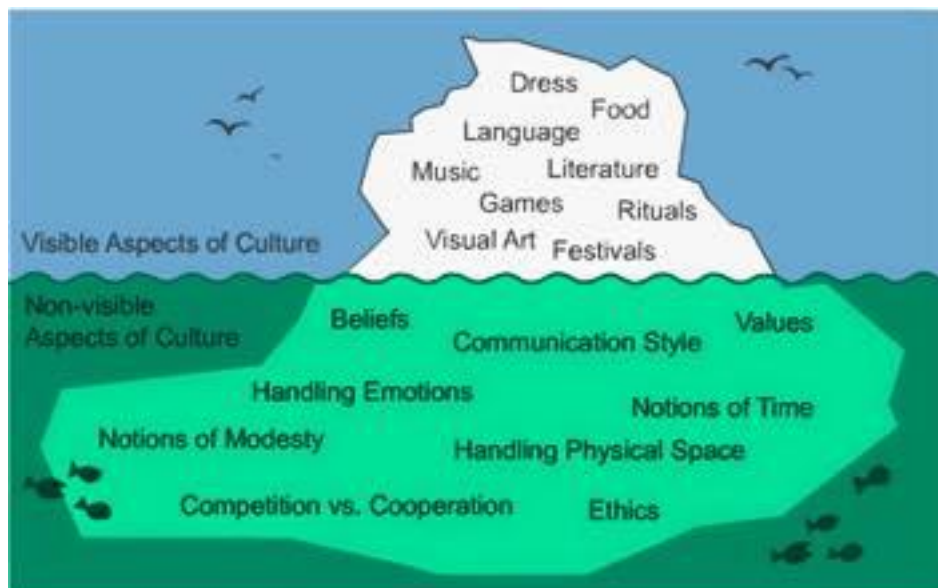 Dress
Food
Language
Music
Literature
Games
Rituals
Visual Art
Festivals
Visible Aspects of Culture
Non-visible
Aspects of Culture
Beliefs
Values
Communication Style
Handling Emotions
Notions of Time
Notions of Modesty
Handling Physical Space
Competition vs. Cooperation
Ethics